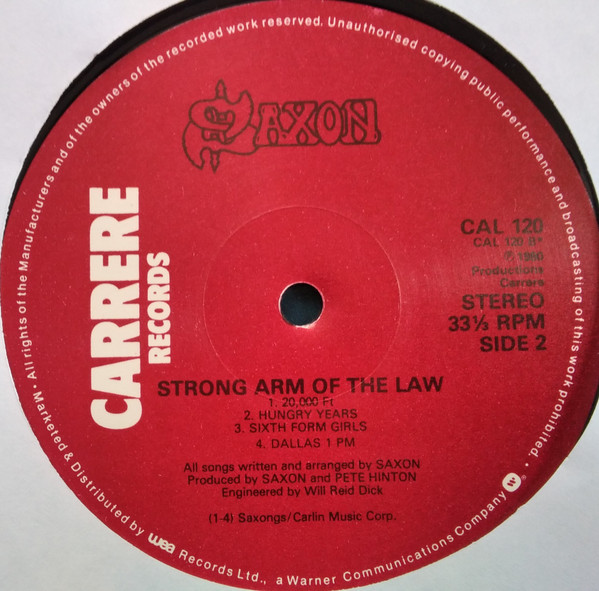 All rights of the Manufacturers and of the owners of the recorded work reserved. Unauthorised copying public performance and broadcasting of this work prohibited.
SAXON
CARRERE
RECORDS
CAL 120
CAL 120 B*
℗ 1980
Productions
Carrere
STEREO
33⅓ RPM
SIDE 2
STRONG ARM OF THE LAW
1. 20,000 Ft
2. HUNGRY YEARS
3. SIXTH FORM GIRLS
4. DALLAS 1 PM
All songs written and arranged by SAXON
Produced by SAXON and PETE HINTON
Engineered by Will Reid Dick
(1-4) Saxongs/Carlin Music Corp.
• Marketed & Distributed by wea Records Ltd., a Warner Communications Company W ®. •